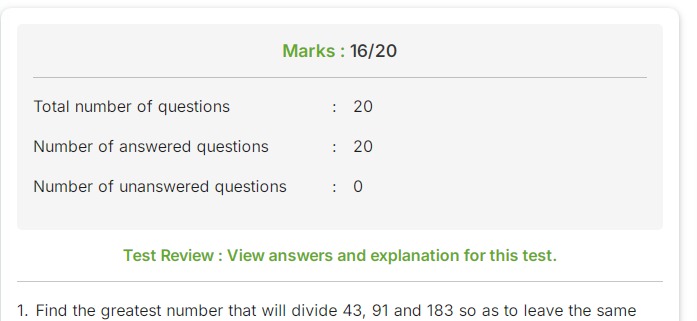 Marks : 16/20
Total number of questions : 20
Number of answered questions : 20
Number of unanswered questions : 0
Test Review : View answers and explanation for this test.
1. Find the greatest number that will divide 43, 91 and 183 so as to leave the same